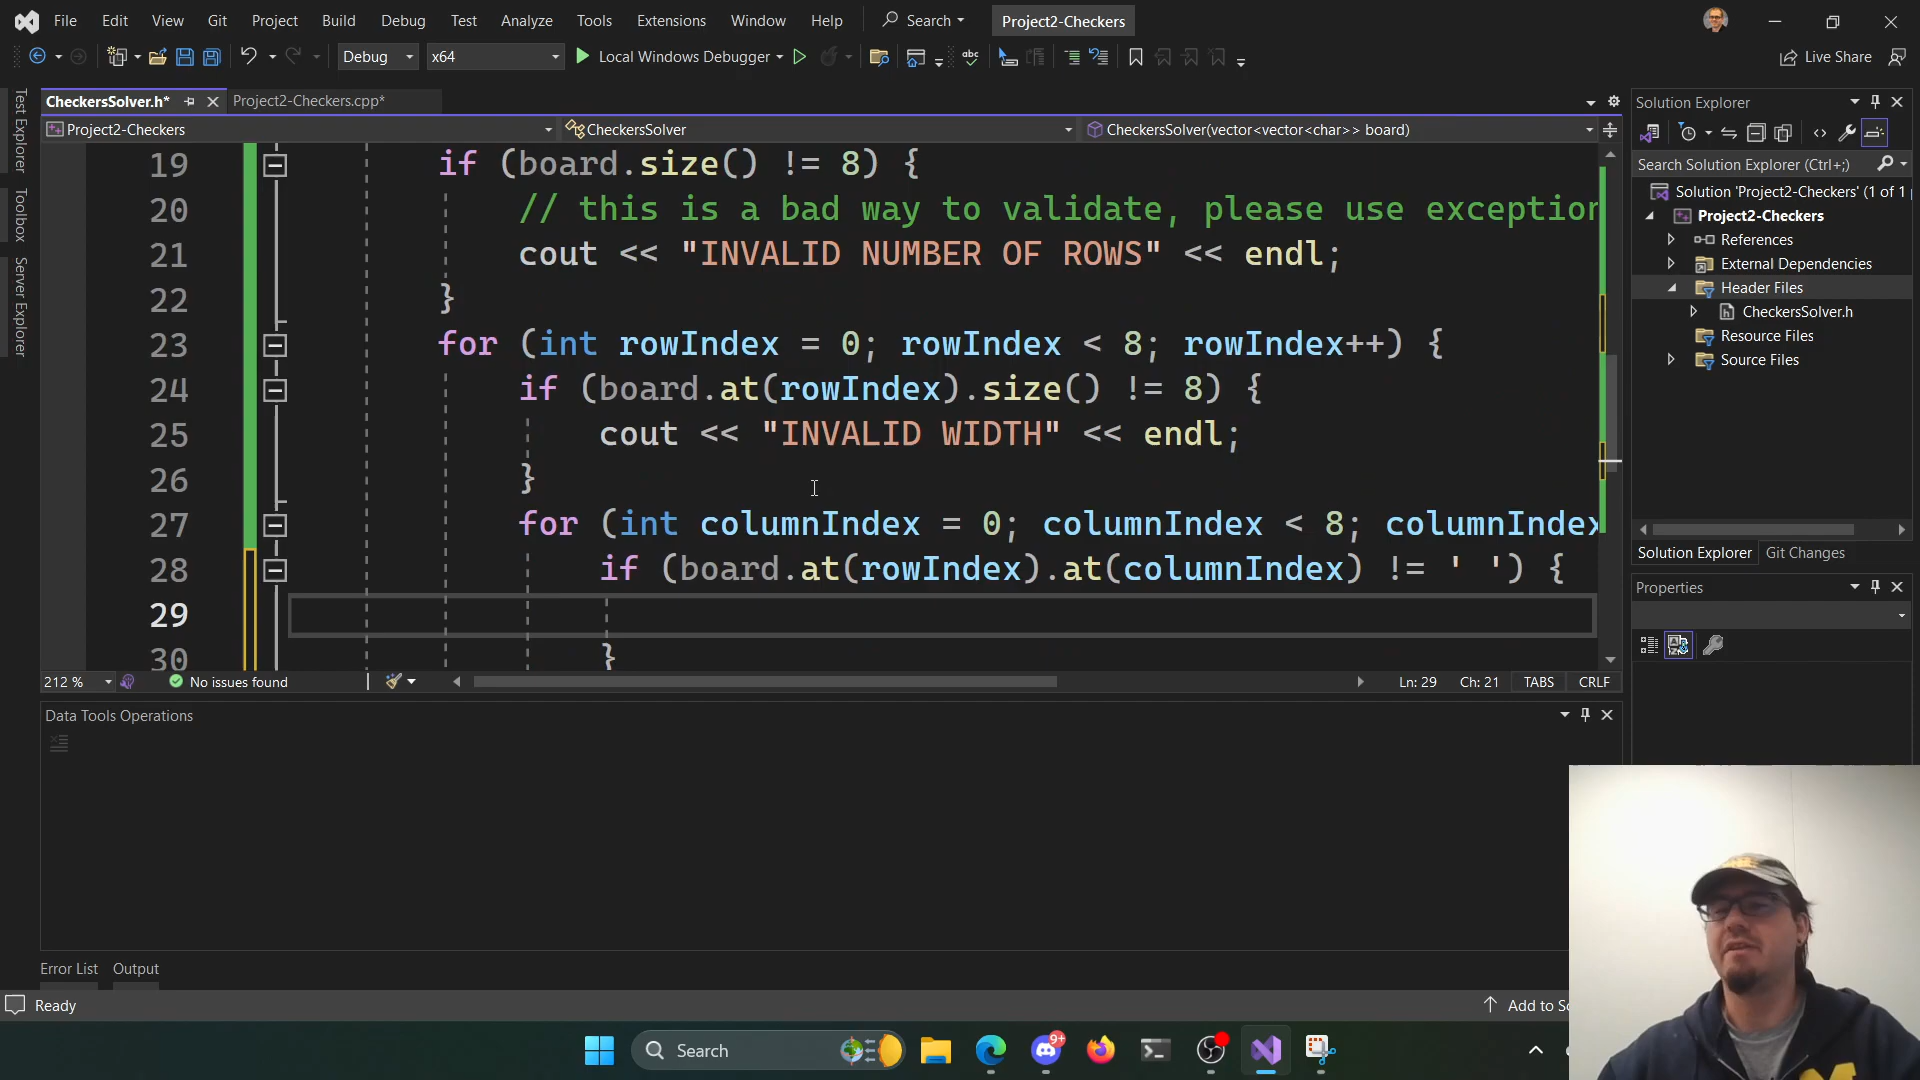 File Edit View Git Project Build Debug Test Analyze Tools Extensions Window Help Search Project2-Checkers
Debug x64 Local Windows Debugger Live Share
CheckersSolver.h* Project2-Checkers.cpp*
Project2-Checkers CheckersSolver CheckersSolver(vector<vector<char>> board)
Test Explorer
Toolbox
Server Explorer
19 if (board.size() != 8) {
20 // this is a bad way to validate, please use exception
21 cout << "INVALID NUMBER OF ROWS" << endl;
22 }
23 for (int rowIndex = 0; rowIndex < 8; rowIndex++) {
24 if (board.at(rowIndex).size() != 8) {
25 cout << "INVALID WIDTH" << endl;
26 }
27 for (int columnIndex = 0; columnIndex < 8; columnIndex
28 if (board.at(rowIndex).at(columnIndex) != ' ') {
29
30 }
212 % No issues found Ln: 29 Ch: 21 TABS CRLF
Data Tools Operations
Error List Output
Ready Add to So
Solution Explorer
Search Solution Explorer (Ctrl+;)
Solution 'Project2-Checkers' (1 of 1
Project2-Checkers
References
External Dependencies
Header Files
CheckersSolver.h
Resource Files
Source Files
Solution Explorer Git Changes
Properties
Search
9+